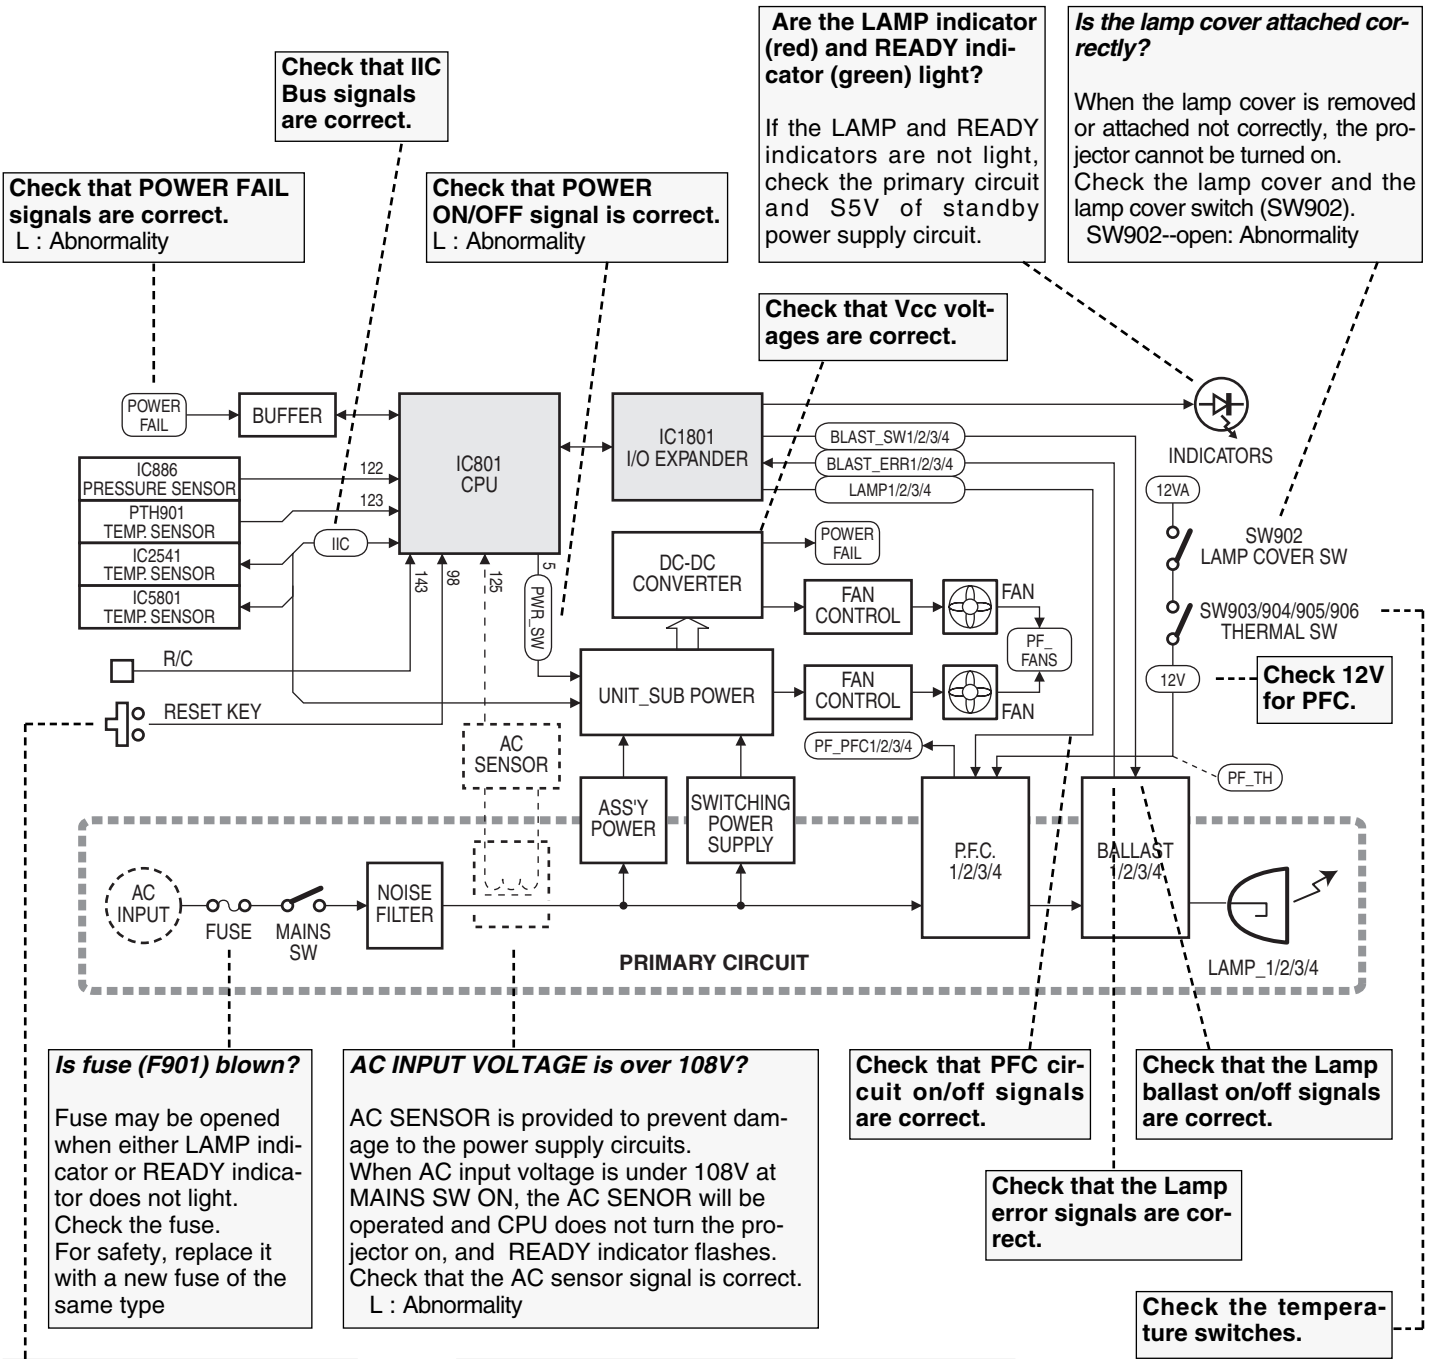 Are the LAMP indicator
(red) and READY indi-
cator (green) light?
If the LAMP and READY
indicators are not light,
check the primary circuit
and S5V of standby
power supply circuit.
Is the lamp cover attached cor-
rectly?
When the lamp cover is removed
or attached not correctly, the pro-
jector cannot be turned on.
Check the lamp cover and the
lamp cover switch (SW902).
SW902--open: Abnormality
Check that IIC
Bus signals
are correct.
Check that POWER FAIL
signals are correct.
L : Abnormality
Check that POWER
ON/OFF signal is correct.
L : Abnormality
Check that Vcc volt-
ages are correct.
POWER
FAIL
BUFFER
IC801
CPU
IC1801
I/O EXPANDER
BLAST_SW1/2/3/4
BLAST_ERR1/2/3/4
LAMP1/2/3/4
INDICATORS
IC886
PRESSURE SENSOR
122
PTH901
TEMP. SENSOR
123
IC2541
TEMP. SENSOR
IIC
IC5801
TEMP. SENSOR
143
98
125
5
PWR_SW
12VA
SW902
LAMP COVER SW
DC-DC
CONVERTER
POWER
FAIL
FAN
CONTROL
FAN
SW903/904/905/906
THERMAL SW
PF_
FANS
R/C
UNIT_SUB POWER
FAN
CONTROL
FAN
12V
Check 12V
for PFC.
RESET KEY
AC
SENSOR
PF_PFC1/2/3/4
PF_TH
ASS'Y
POWER
SWITCHING
POWER
SUPPLY
P.F.C.
1/2/3/4
BALLAST
1/2/3/4
AC
INPUT
FUSE
MAINS
SW
NOISE
FILTER
PRIMARY CIRCUIT
LAMP_1/2/3/4
Is fuse (F901) blown?
Fuse may be opened
when either LAMP indi-
cator or READY indica-
tor does not light.
Check the fuse.
For safety, replace it
with a new fuse of the
same type
AC INPUT VOLTAGE is over 108V?
AC SENSOR is provided to prevent dam-
age to the power supply circuits.
When AC input voltage is under 108V at
MAINS SW ON, the AC SENOR will be
operated and CPU does not turn the pro-
jector on, and READY indicator flashes.
Check that the AC sensor signal is correct.
L : Abnormality
Check that PFC cir-
cuit on/off signals
are correct.
Check that the Lamp
ballast on/off signals
are correct.
Check that the Lamp
error signals are cor-
rect.
Check the tempera-
ture switches.